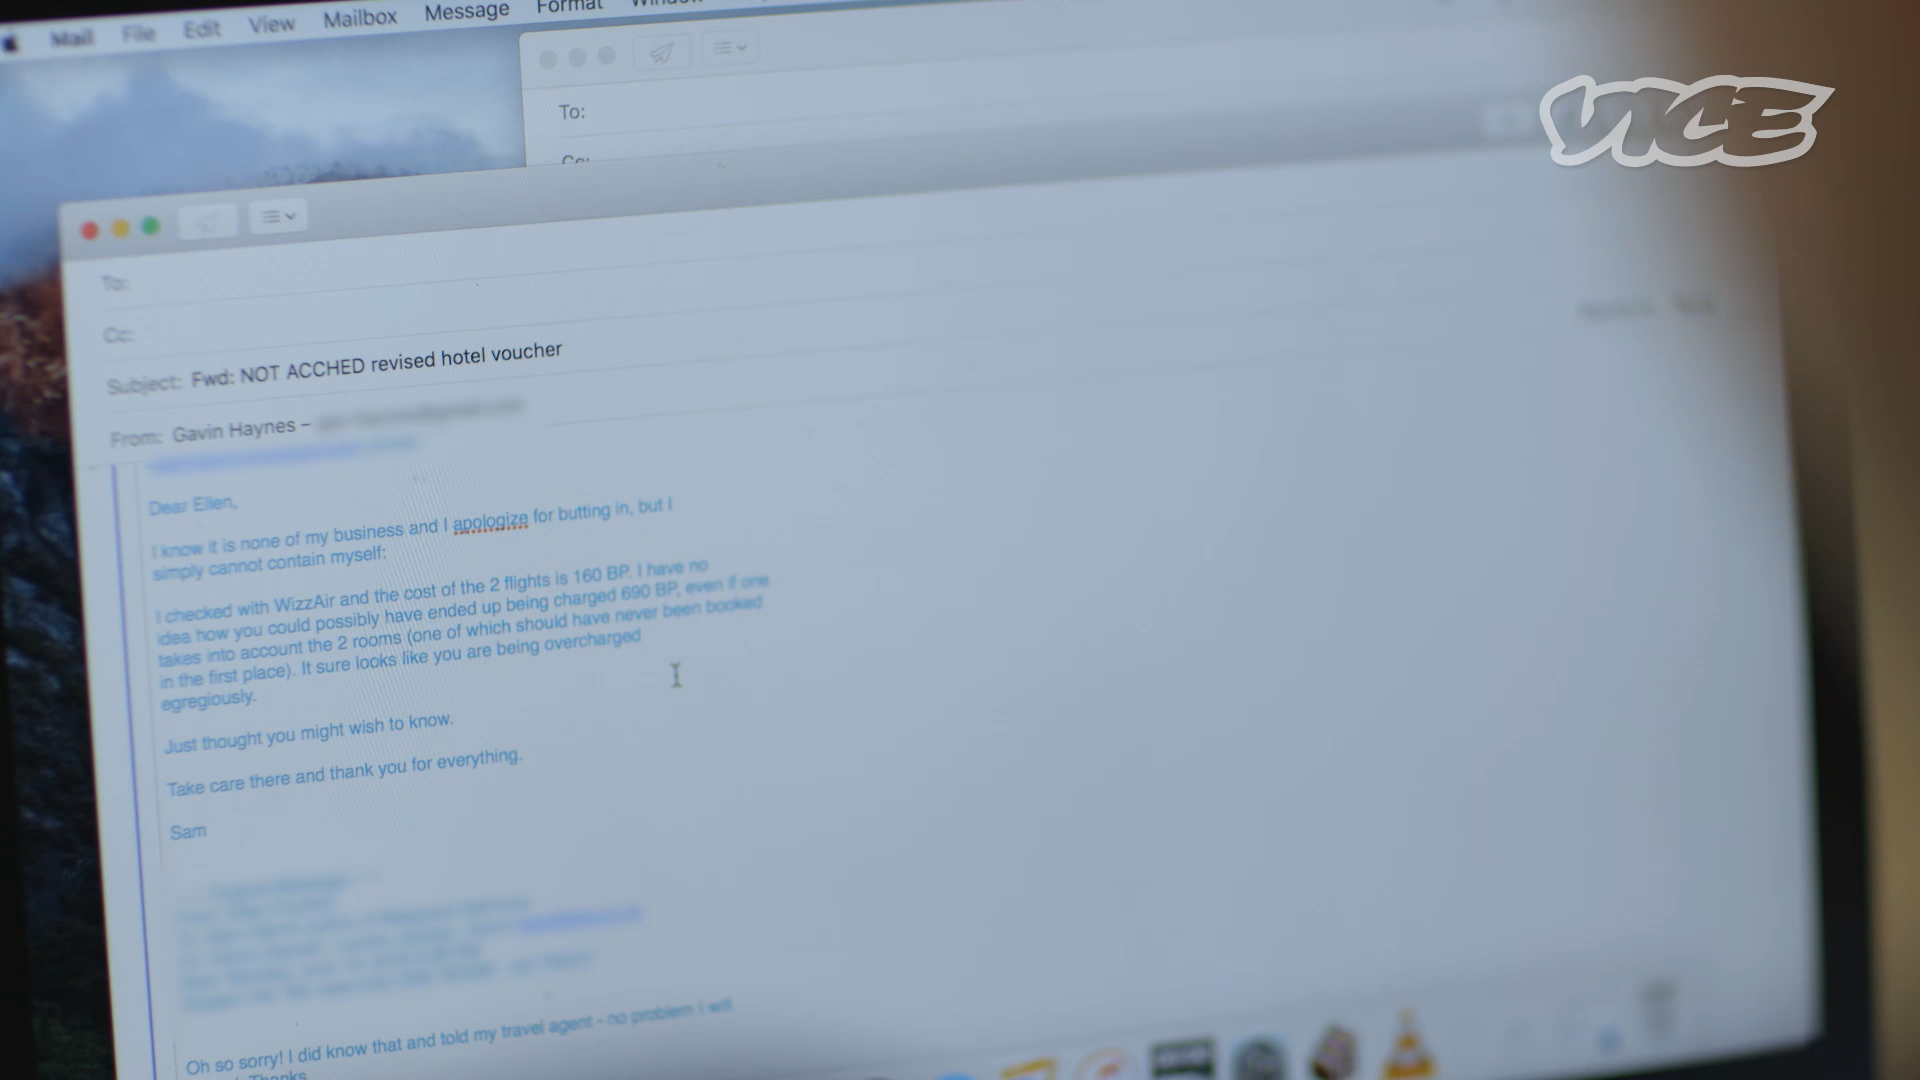 Mail File Edit View Mailbox Message Format
To:
Cc:
VICE
To:
Cc:
Subject: Fwd: NOT ACCHED revised hotel voucher
From: Gavin Haynes –
Dear Ellen,
I know it is none of my business and I apologize for butting in, but I
simply cannot contain myself:
I checked with WizzAir and the cost of the 2 flights is 160 BP. I have no
idea how you could possibly have ended up being charged 690 BP, even if one
takes into account the 2 rooms (one of which should have never been booked
in the first place). It sure looks like you are being overcharged
egregiously.
Just thought you might wish to know.
Take care there and thank you for everything.
Sam
Oh so sorry! I did know that and told my travel agent - no problem I will
Thanks